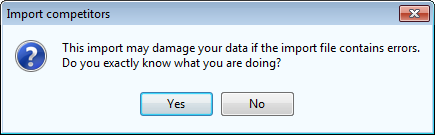 Import competitors
This import may damage your data if the import file contains errors.
Do you exactly know what you are doing?
Yes
No